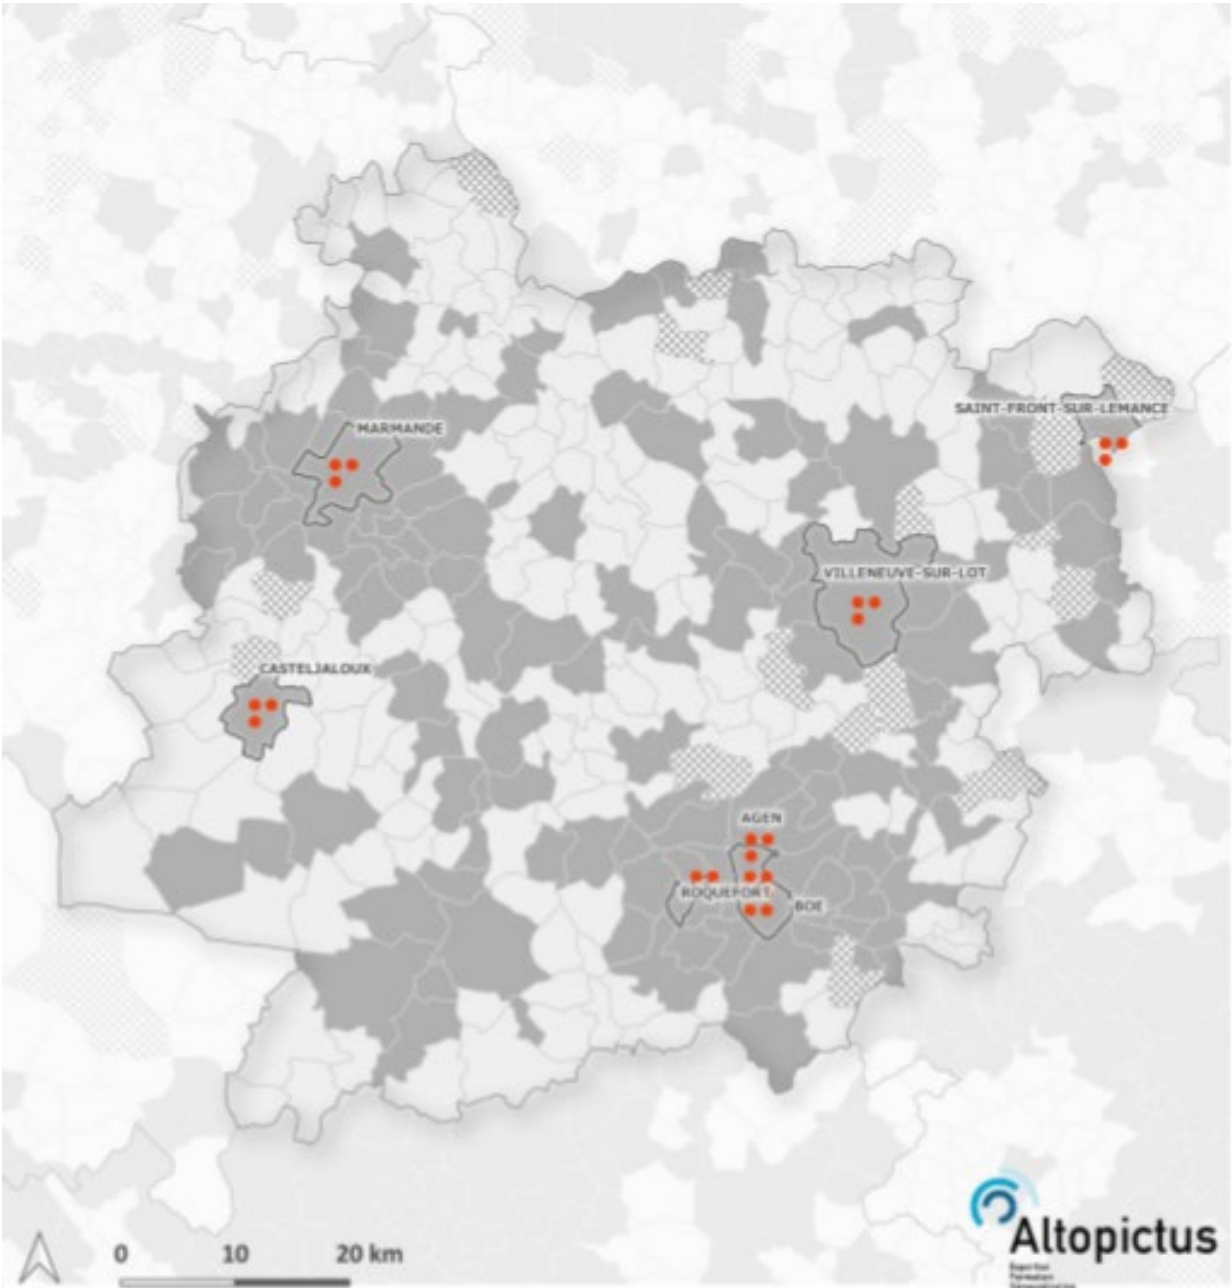 SAINT-FRONT-SUR-LEMANCE
MARMANDE
VILLENEUVE-SUR-LOT
CASTELJALOUX
AGEN
ROQUEFORT
BOE
0 10 20 km
Altopictus